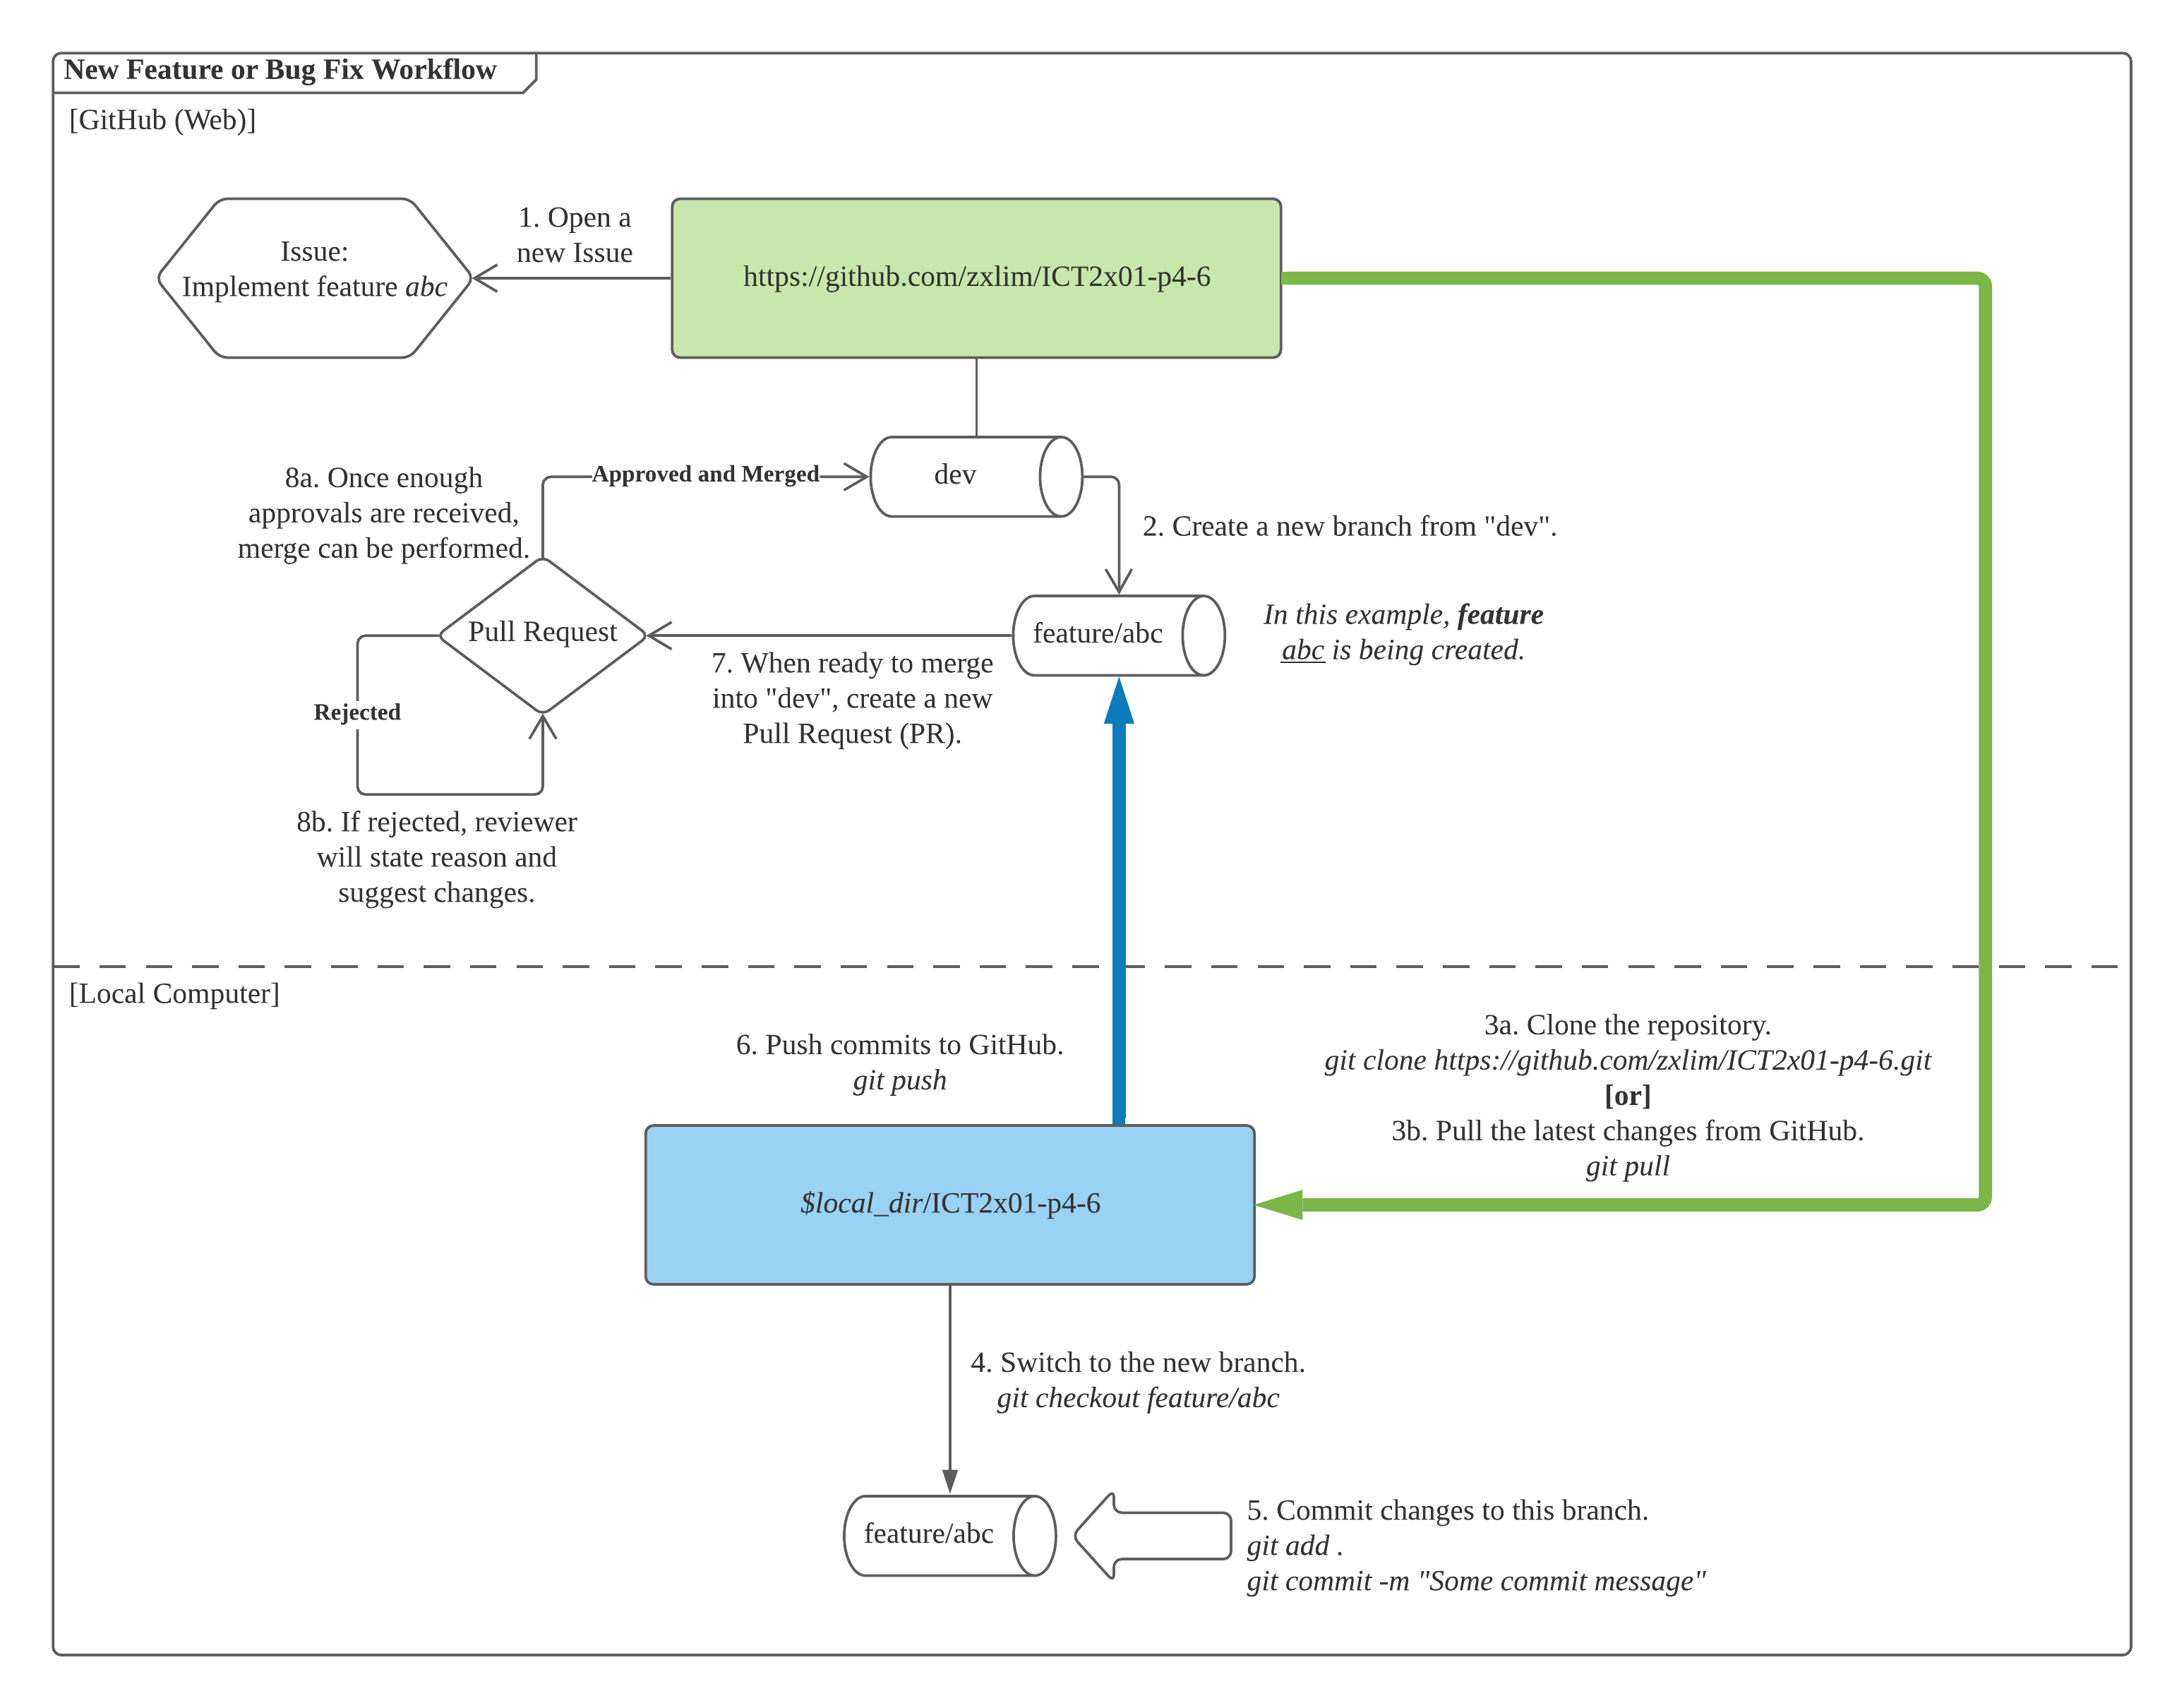 New Feature or Bug Fix Workflow
[GitHub (Web)]
Issue:
Implement feature abc
1. Open a
new Issue
https://github.com/zxlim/ICT2x01-p4-6
8a. Once enough
approvals are received,
merge can be performed.
Approved and Merged
dev
2. Create a new branch from "dev".
Pull Request
feature/abc
In this example, feature
abc is being created.
7. When ready to merge
into "dev", create a new
Pull Request (PR).
Rejected
8b. If rejected, reviewer
will state reason and
suggest changes.
[Local Computer]
6. Push commits to GitHub.
git push
3a. Clone the repository.
git clone https://github.com/zxlim/ICT2x01-p4-6.git
[or]
3b. Pull the latest changes from GitHub.
git pull
$local_dir/ICT2x01-p4-6
4. Switch to the new branch.
git checkout feature/abc
feature/abc
5. Commit changes to this branch.
git add .
git commit -m "Some commit message"